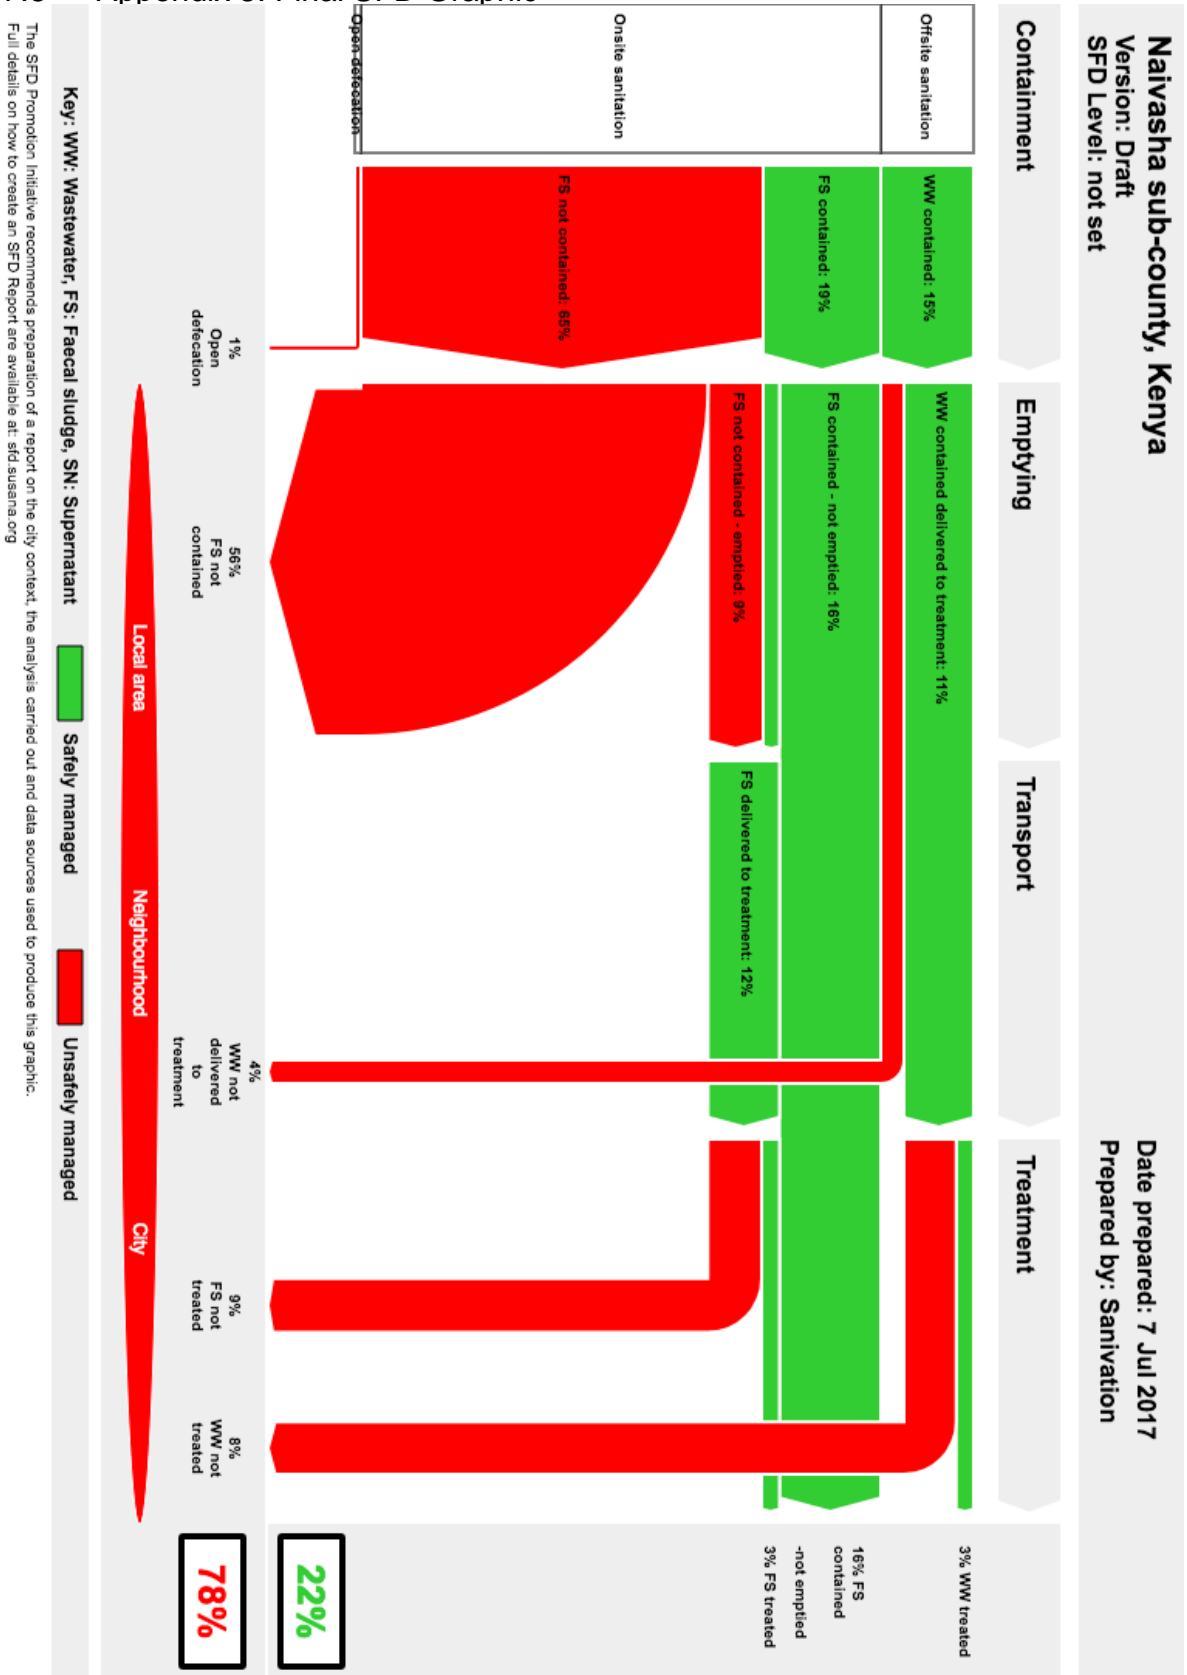 Naivasha sub-county, Kenya
Version: Draft
SFD Level: not set
Date prepared: 7 Jul 2017
Prepared by: Sanivation
Containment
Emptying
Transport
Treatment
Offsite sanitation
Onsite sanitation
Open defecation
WW contained: 15%
FS contained: 19%
FS not contained: 65%
WW contained delivered to treatment: 11%
FS contained - not emptied: 16%
FS not contained - emptied: 9%
FS delivered to treatment: 12%
3% WW treated
16% FS
contained
-not emptied
3% FS treated
1%
Open
defecation
56%
FS not
contained
4%
WW not
delivered
to
treatment
9%
FS not
treated
8%
WW not
treated
22%
78%
Local area
Neighbourhood
City
Key: WW: Wastewater, FS: Faecal sludge, SN: Supernatant
Safely managed
Unsafely managed
The SFD Promotion Initiative recommends preparation of a report on the city context, the analysis carried out and data sources used to produce this graphic.
Full details on how to create an SFD Report are available at: sfd.susana.org